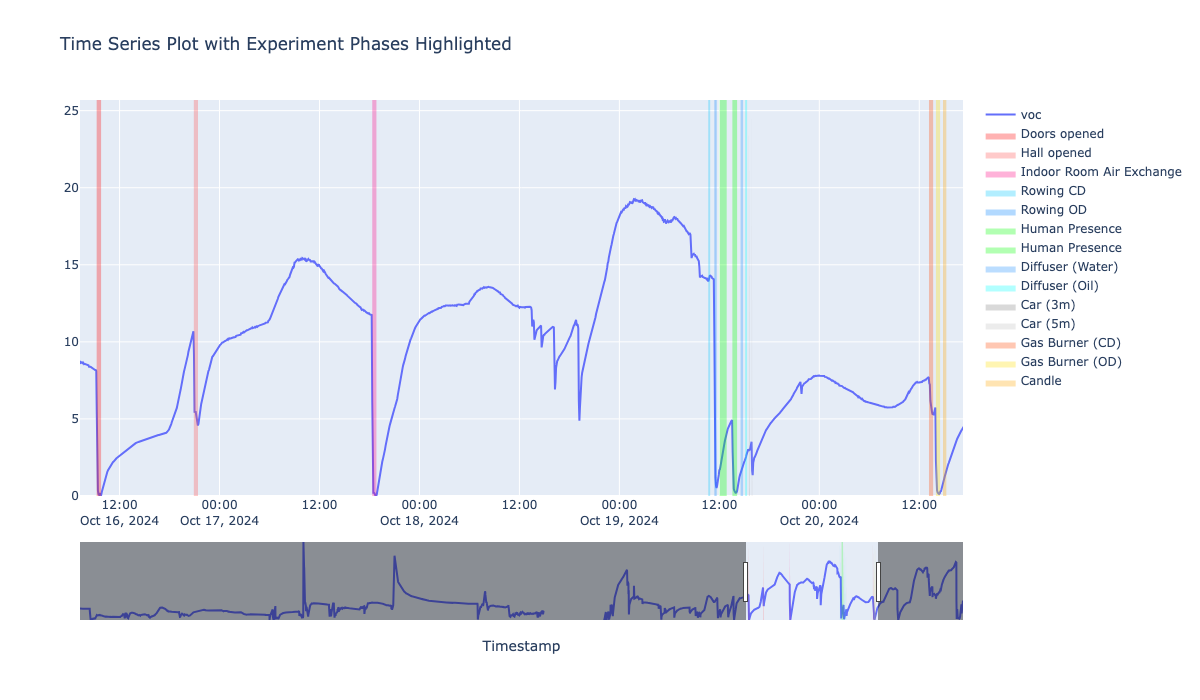 Time Series Plot with Experiment Phases Highlighted
25
20
15
10
5
0
12:00
Oct 16, 2024
00:00
Oct 17, 2024
12:00
00:00
Oct 18, 2024
12:00
00:00
Oct 19, 2024
12:00
00:00
Oct 20, 2024
12:00
voc
Doors opened
Hall opened
Indoor Room Air Exchange
Rowing CD
Rowing OD
Human Presence
Human Presence
Diffuser (Water)
Diffuser (Oil)
Car (3m)
Car (5m)
Gas Burner (CD)
Gas Burner (OD)
Candle
Timestamp